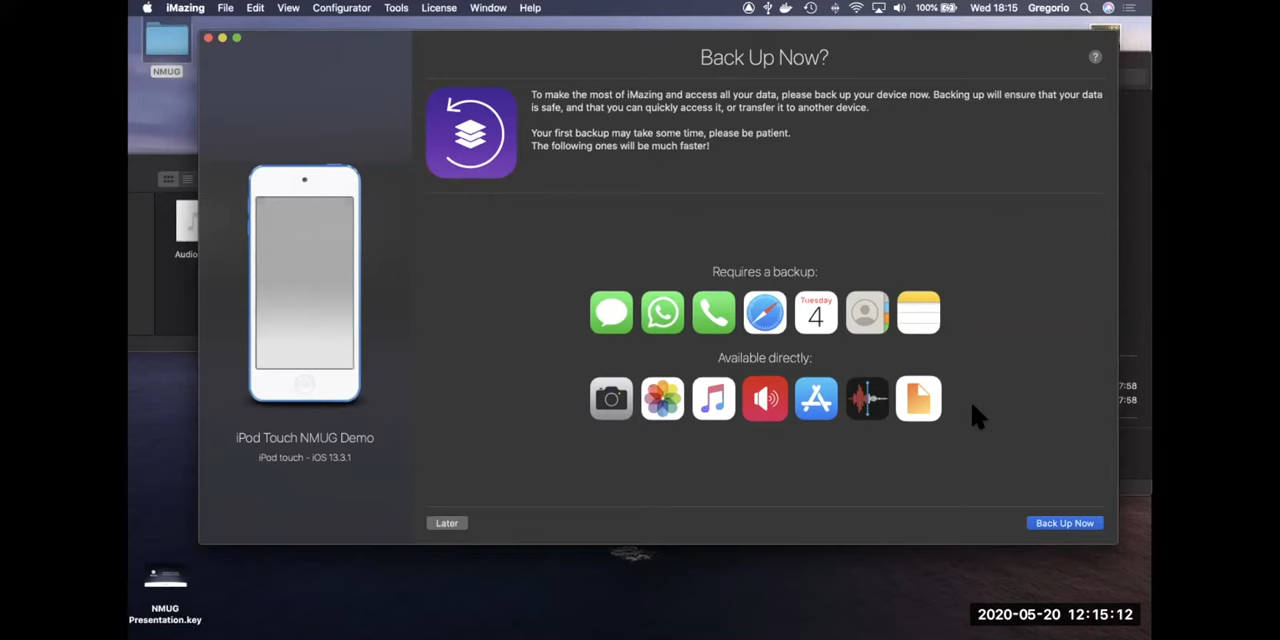 iMazing File Edit View Configurator Tools License Window Help 100% Wed 18:15 Gregorio
NMUG
Back Up Now?
?
To make the most of iMazing and access all your data, please back up your device now. Backing up will ensure that your data
is safe, and that you can quickly access it, or transfer it to another device.
Your first backup may take some time, please be patient.
The following ones will be much faster!
Audio
Requires a backup:
Tuesday
4
Available directly:
7:58
7:58
iPod Touch NMUG Demo
iPod touch - iOS 13.3.1
Later
Back Up Now
NMUG
Presentation.key
2020-05-20 12:15:12